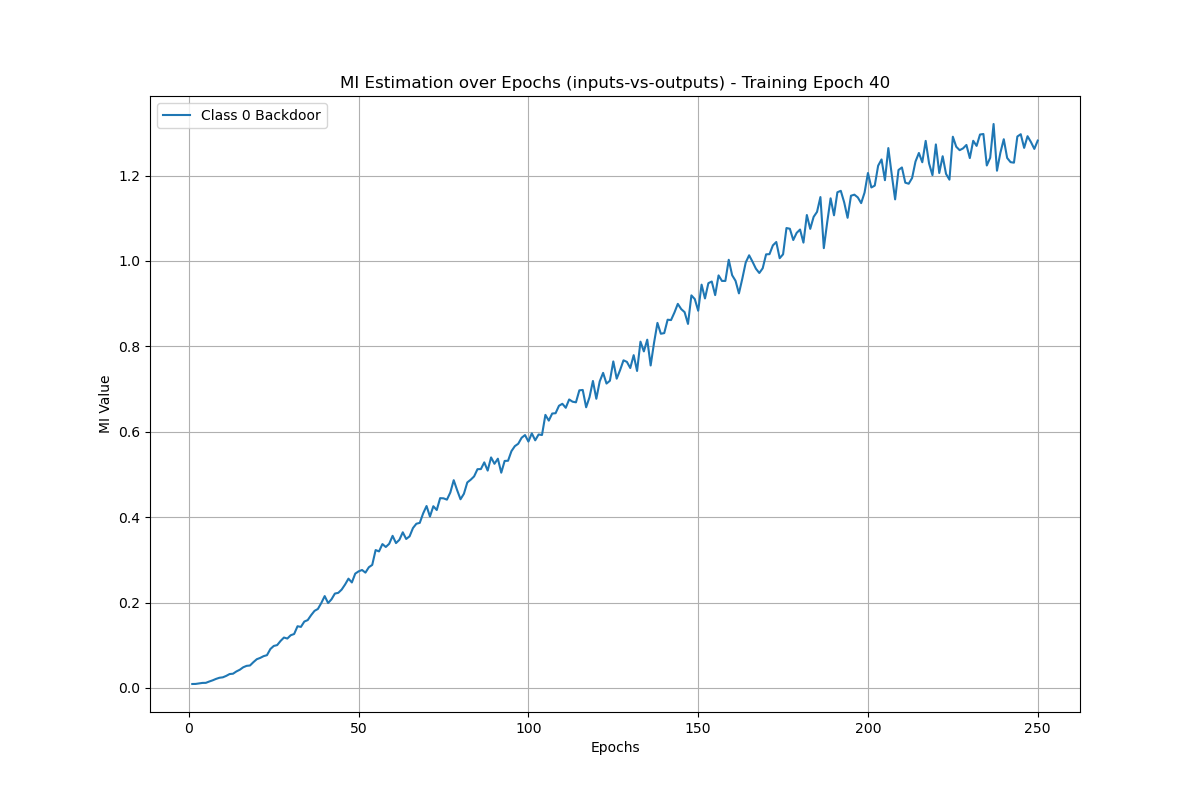 MI Estimation over Epochs (inputs-vs-outputs) - Training Epoch 40
Class 0 Backdoor
1.2
1.0
0.8
0.6
0.4
0.2
0.0
MI Value
0 50 100 150 200 250
Epochs